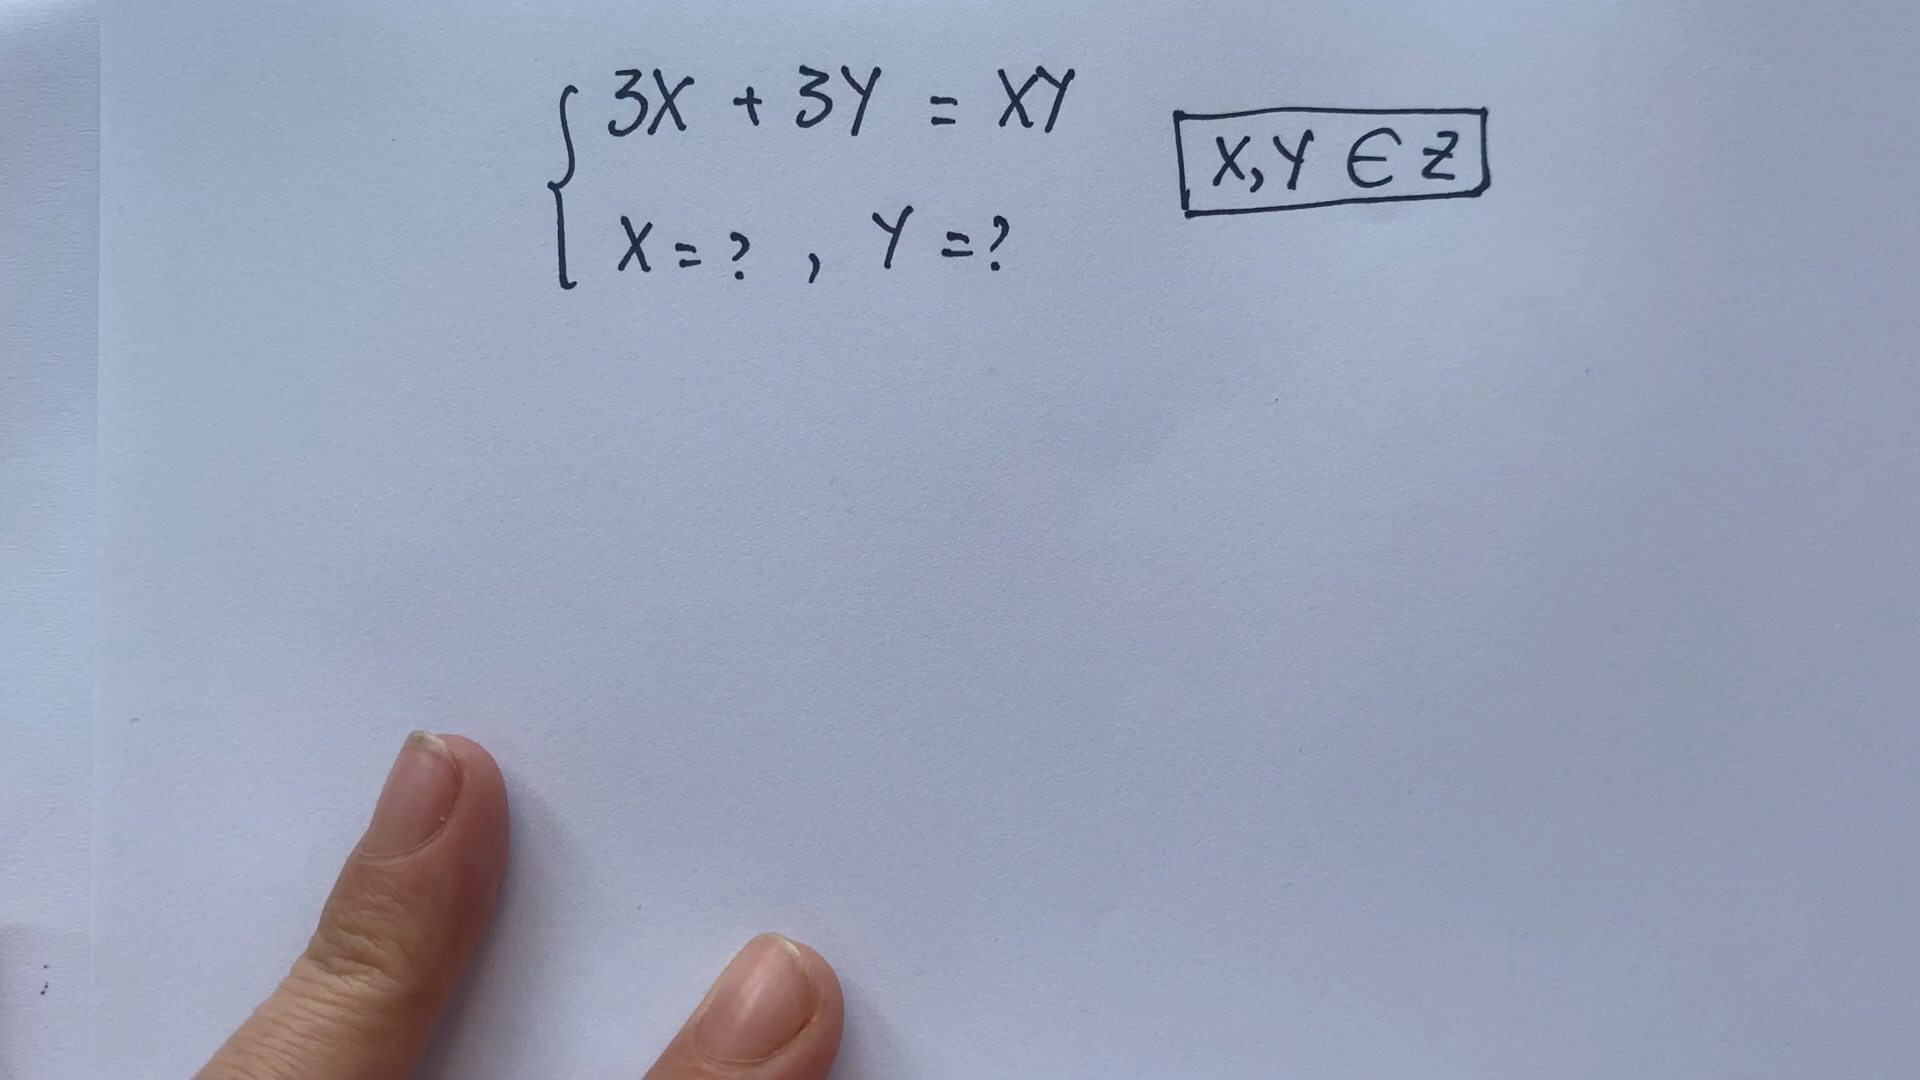 3X + 3Y = XY
X, Y ∈ Z
X = ? , Y = ?